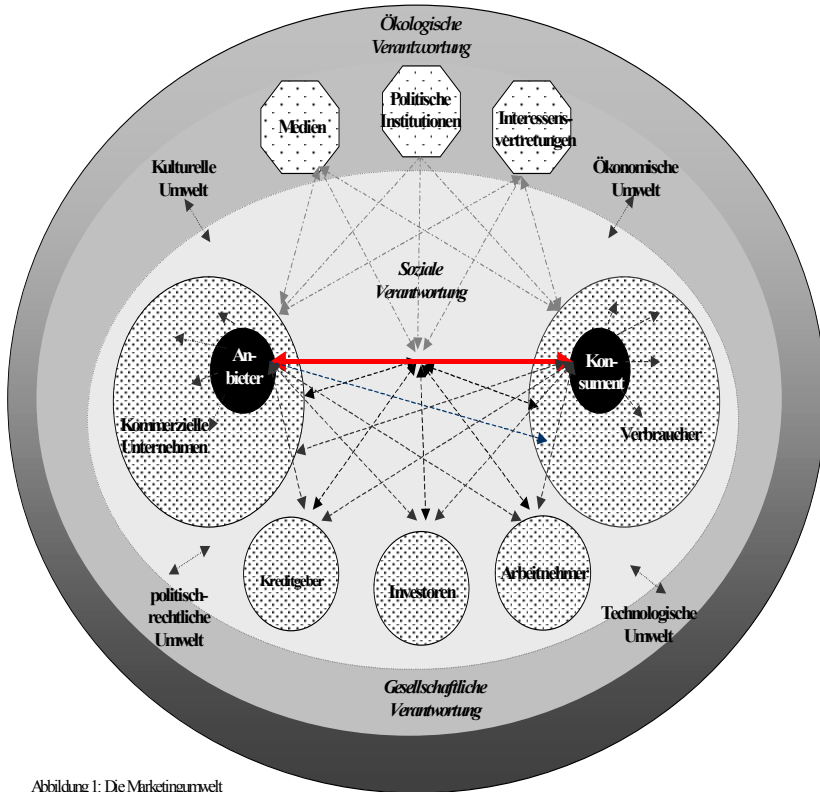 Ökologische
Verantwortung
Medien
Politische
Institutionen
Interessens-
vertretungen
Kulturelle
Umwelt
Ökonomische
Umwelt
Soziale
Verantwortung
An-
bieter
Kon-
sument
Kommerzielle
Unternehmen
Verbraucher
Kreditgeber
Investoren
Arbeitnehmer
politisch-
rechtliche
Umwelt
Technologische
Umwelt
Gesellschaftliche
Verantwortung
Abbildung 1: Die Marketingumwelt